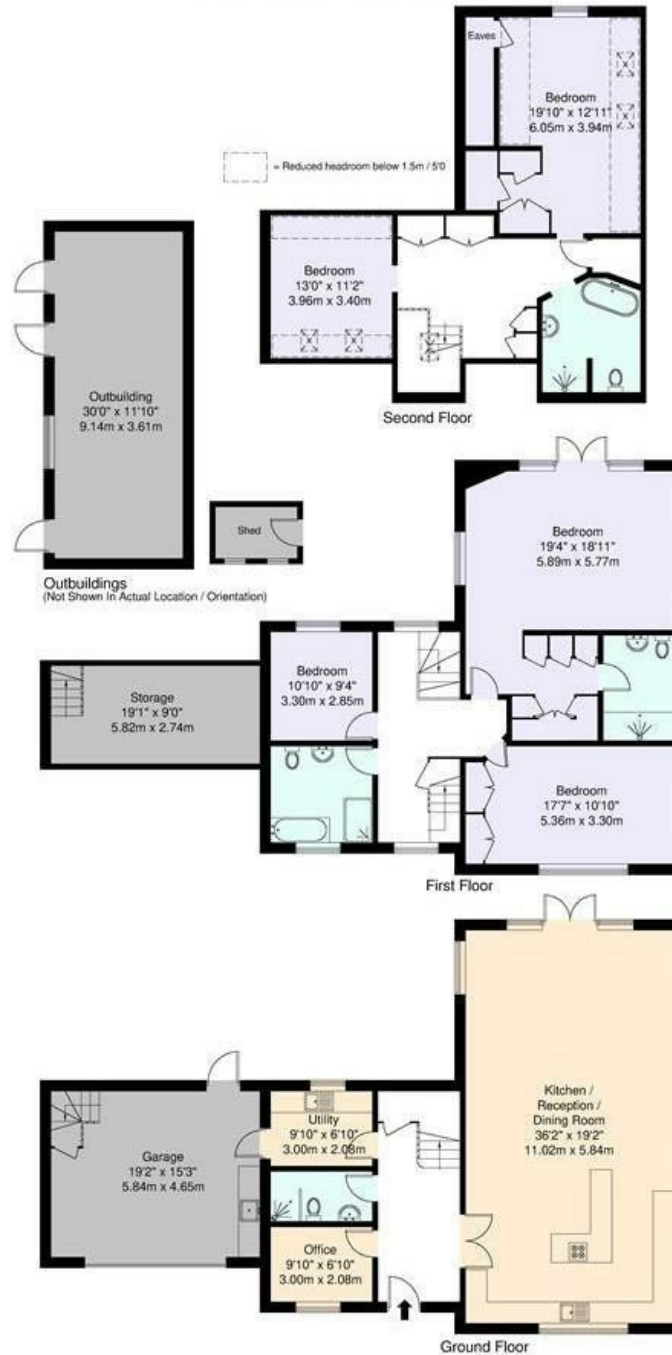 Eaves
Bedroom
19'10" x 12'11"
6.05m x 3.94m
= Reduced headroom below 1.5m / 5'0
Bedroom
13'0" x 11'2"
3.96m x 3.40m
Second Floor
Outbuilding
30'0" x 11'10"
9.14m x 3.61m
Shed
Outbuildings
(Not Shown In Actual Location / Orientation)
Bedroom
19'4" x 18'11"
5.89m x 5.77m
Bedroom
10'10" x 9'4"
3.30m x 2.85m
Storage
19'1" x 9'0"
5.82m x 2.74m
Bedroom
17'7" x 10'10"
5.36m x 3.30m
First Floor
Kitchen /
Reception /
Dining Room
36'2" x 19'2"
11.02m x 5.84m
Utility
9'10" x 6'10"
3.00m x 2.08m
Garage
19'2" x 15'3"
5.84m x 4.65m
Office
9'10" x 6'10"
3.00m x 2.08m
Ground Floor